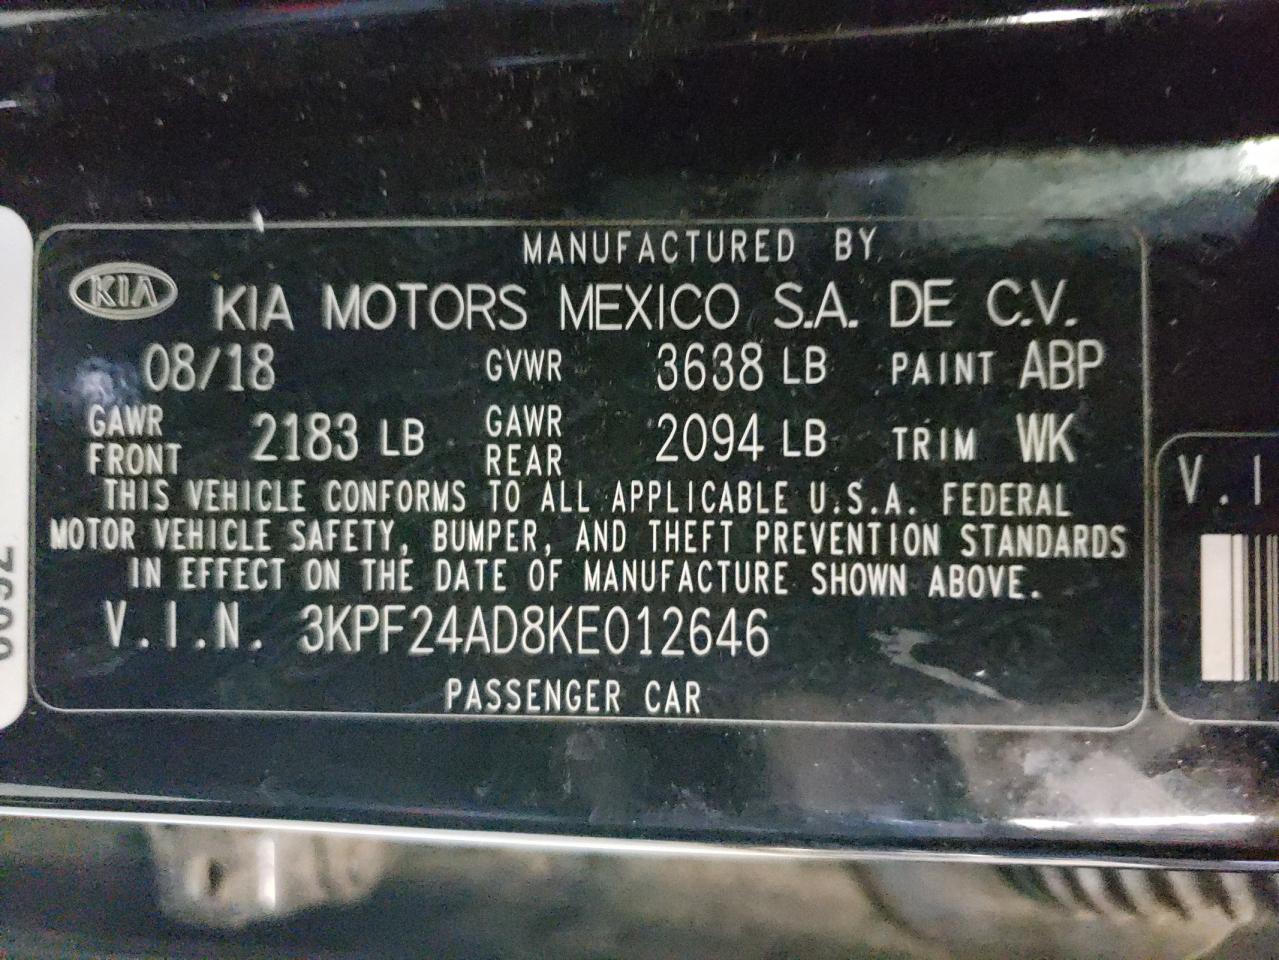 MANUFACTURED BY
KIA KIA MOTORS MEXICO S.A. DE C.V.
08/18 GVWR 3638 LB PAINT ABP
GAWR FRONT 2183 LB GAWR REAR 2094 LB TRIM WK
THIS VEHICLE CONFORMS TO ALL APPLICABLE U.S.A. FEDERAL
MOTOR VEHICLE SAFETY, BUMPER, AND THEFT PREVENTION STANDARDS
IN EFFECT ON THE DATE OF MANUFACTURE SHOWN ABOVE.
V.I.N. 3KPF24AD8KE012646
PASSENGER CAR
V.I